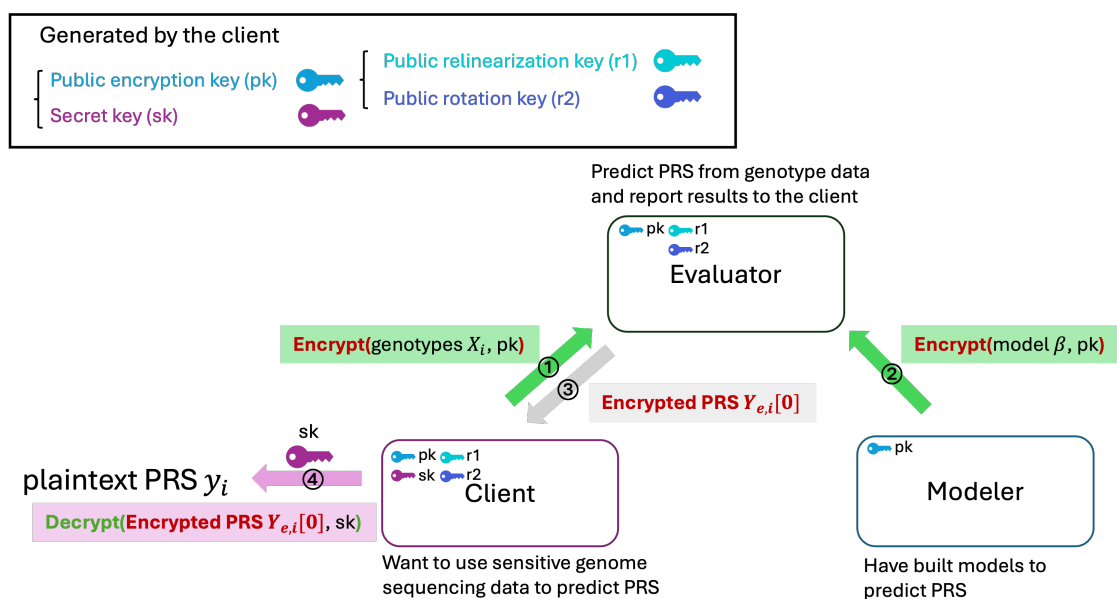 Generated by the client
Public encryption key (pk)
Secret key (sk)
Public relinearization key (r1)
Public rotation key (r2)
Predict PRS from genotype data
and report results to the client
pk r1
r2
Evaluator
Encrypt(genotypes Xᵢ, pk)
①
Encrypt(model β, pk)
②
③
Encrypted PRS Yₑ,ᵢ[0]
sk
④
plaintext PRS yᵢ
Decrypt(Encrypted PRS Yₑ,ᵢ[0], sk)
pk r1
sk r2
Client
Want to use sensitive genome
sequencing data to predict PRS
pk
Modeler
Have built models to
predict PRS